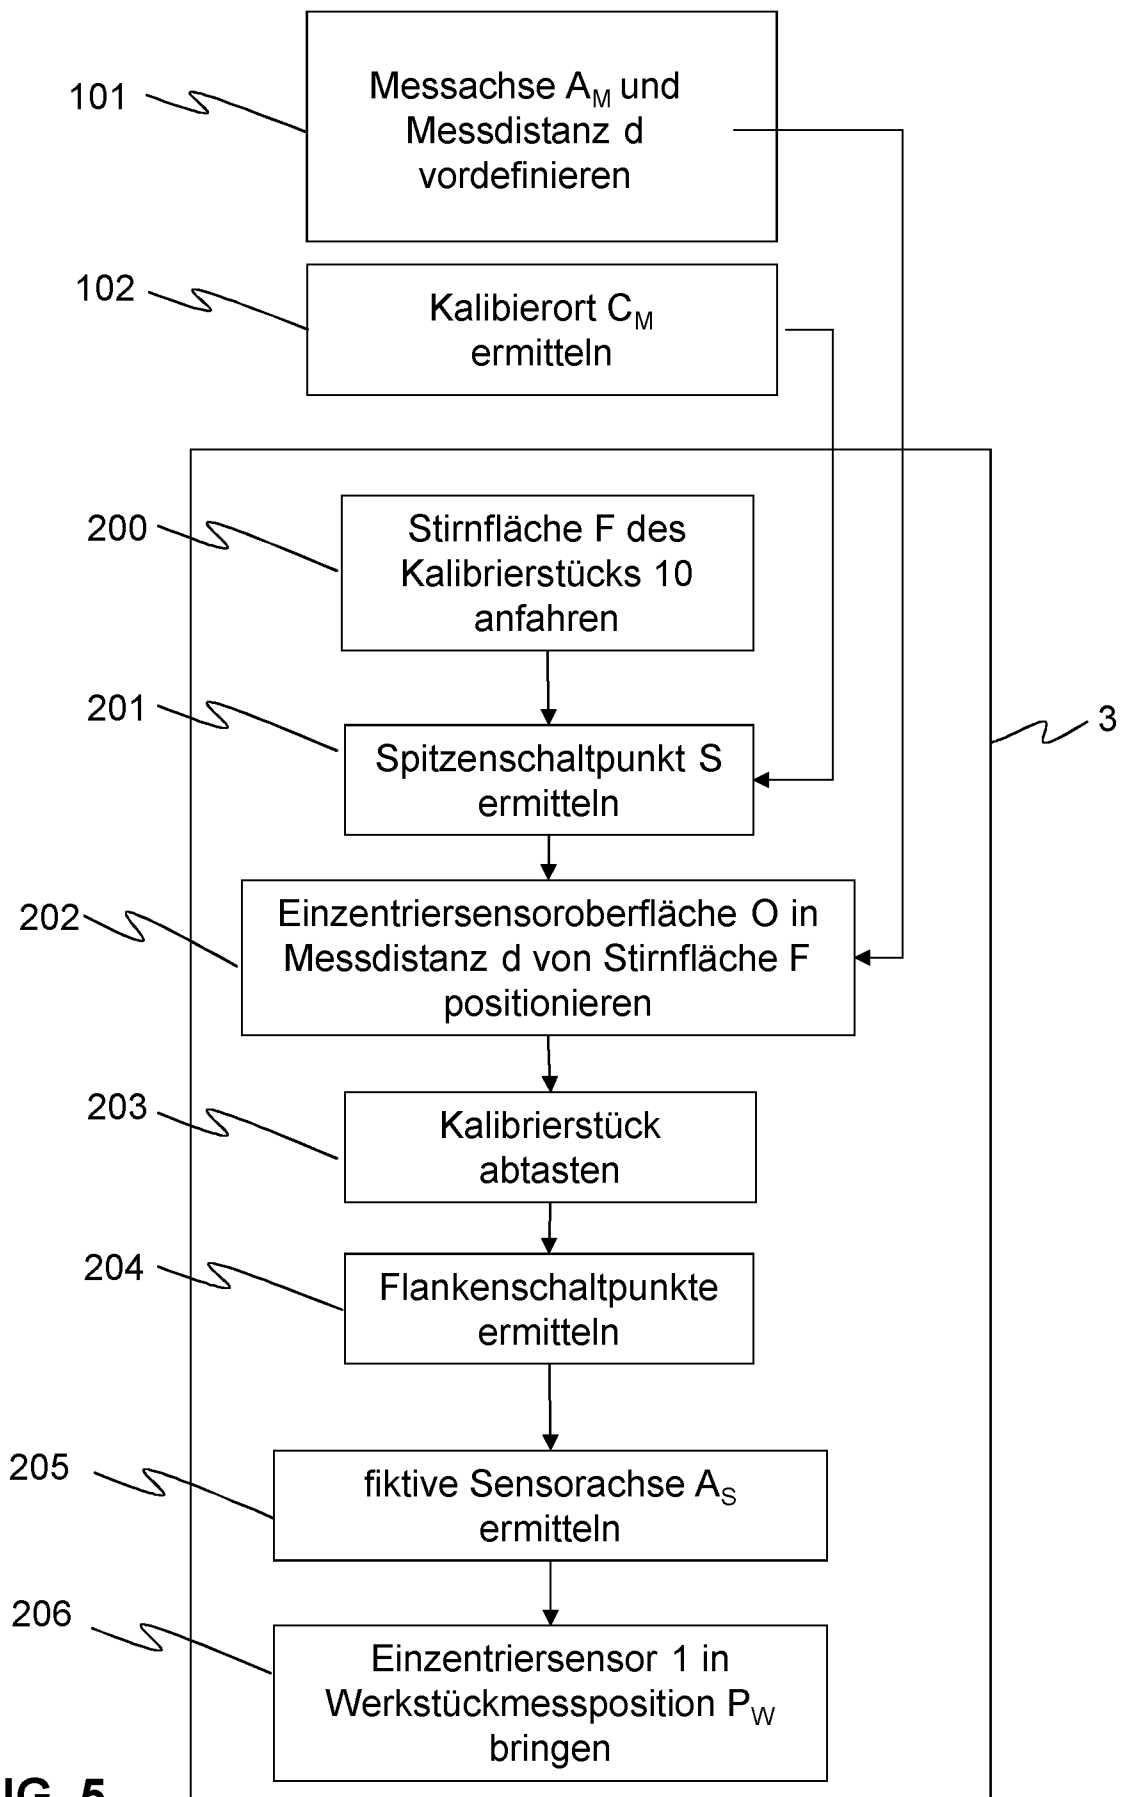 101
Messachse A_M und
Messdistanz d
vordefinieren
102
Kalibierort C_M
ermitteln
200
Stirnfläche F des
Kalibrierstücks 10
anfahren
201
Spitzenschaltpunkt S
ermitteln
3
202
Einzentriersensoroberfläche O in
Messdistanz d von Stirnfläche F
positionieren
203
Kalibrierstück
abtasten
204
Flankenschaltpunkte
ermitteln
205
fiktive Sensorachse A_S
ermitteln
206
Einzentriersensor 1 in
Werkstückmessposition P_W
bringen
IG. 5